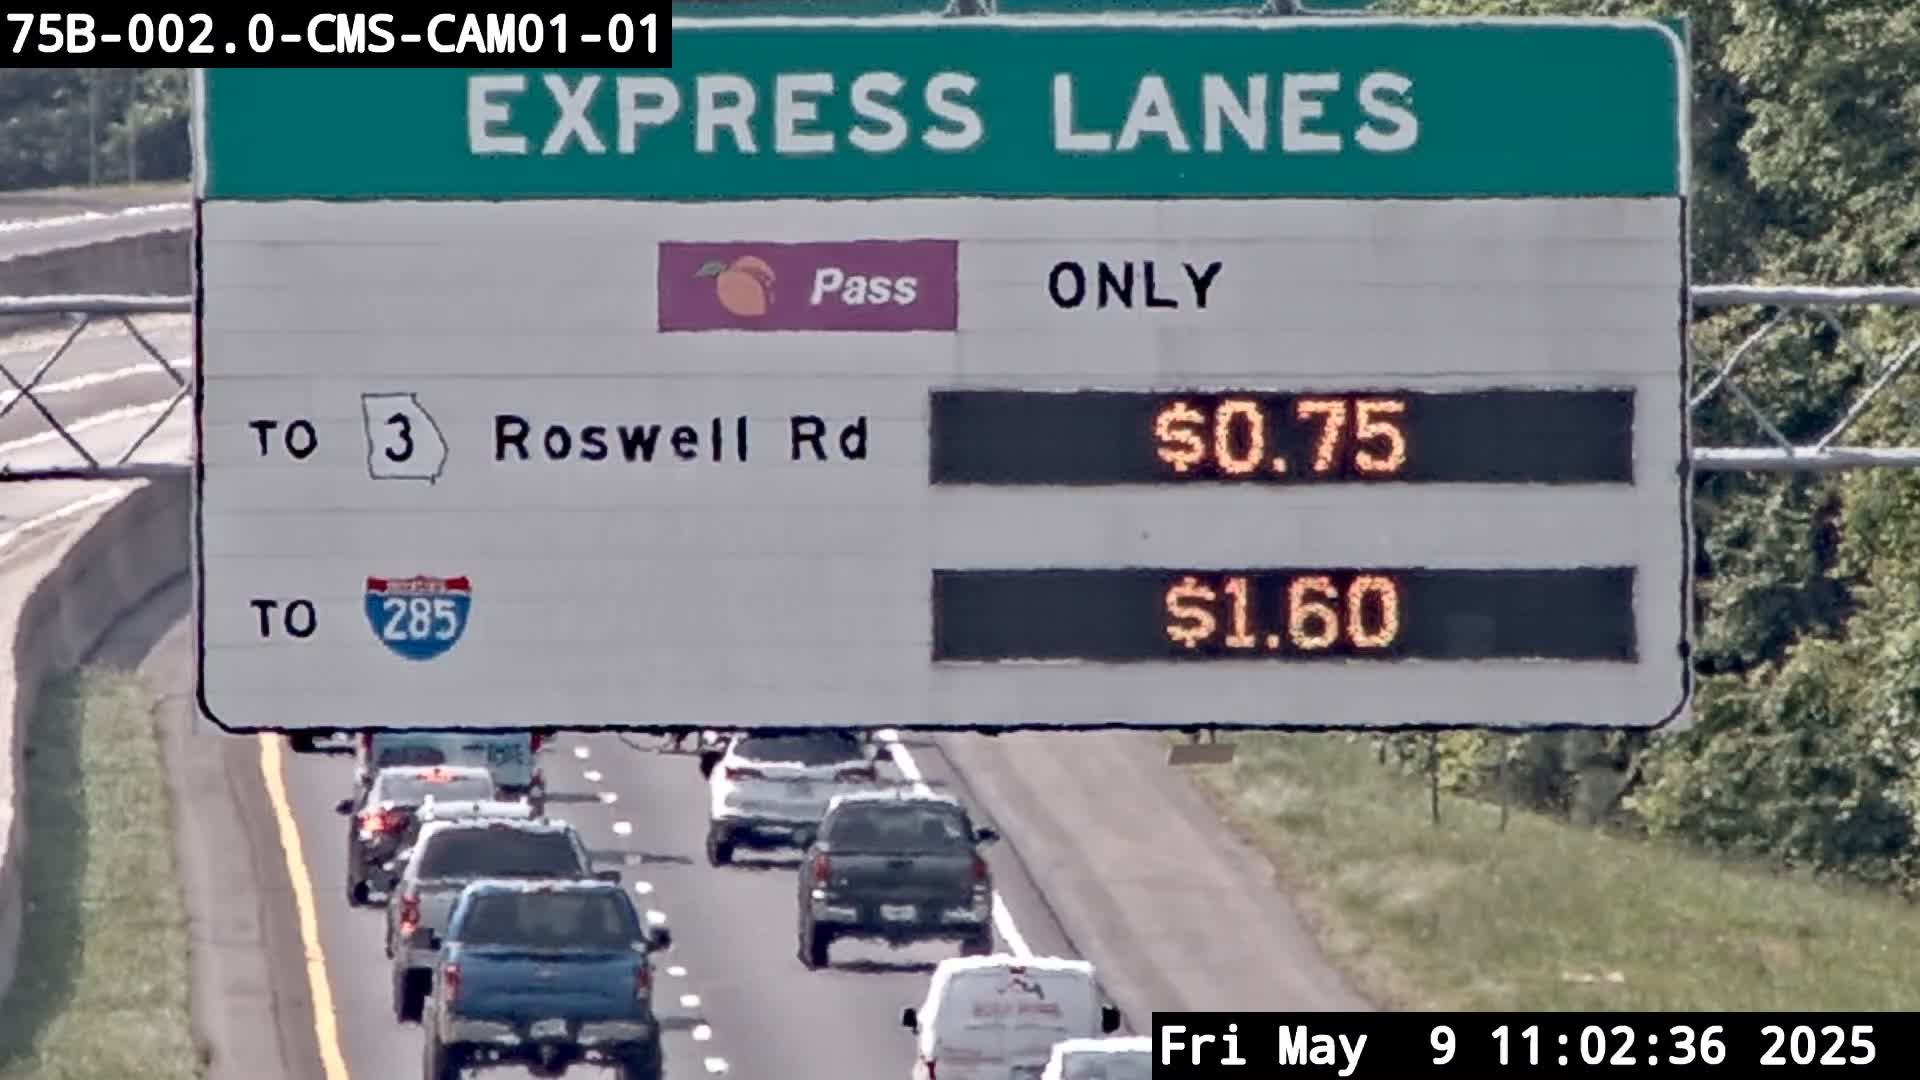 75B-002.0-CMS-CAM01-01
EXPRESS LANES
Pass ONLY
TO 3 Roswell Rd $0.75
TO 285 $1.60
Fri May 9 11:02:36 2025